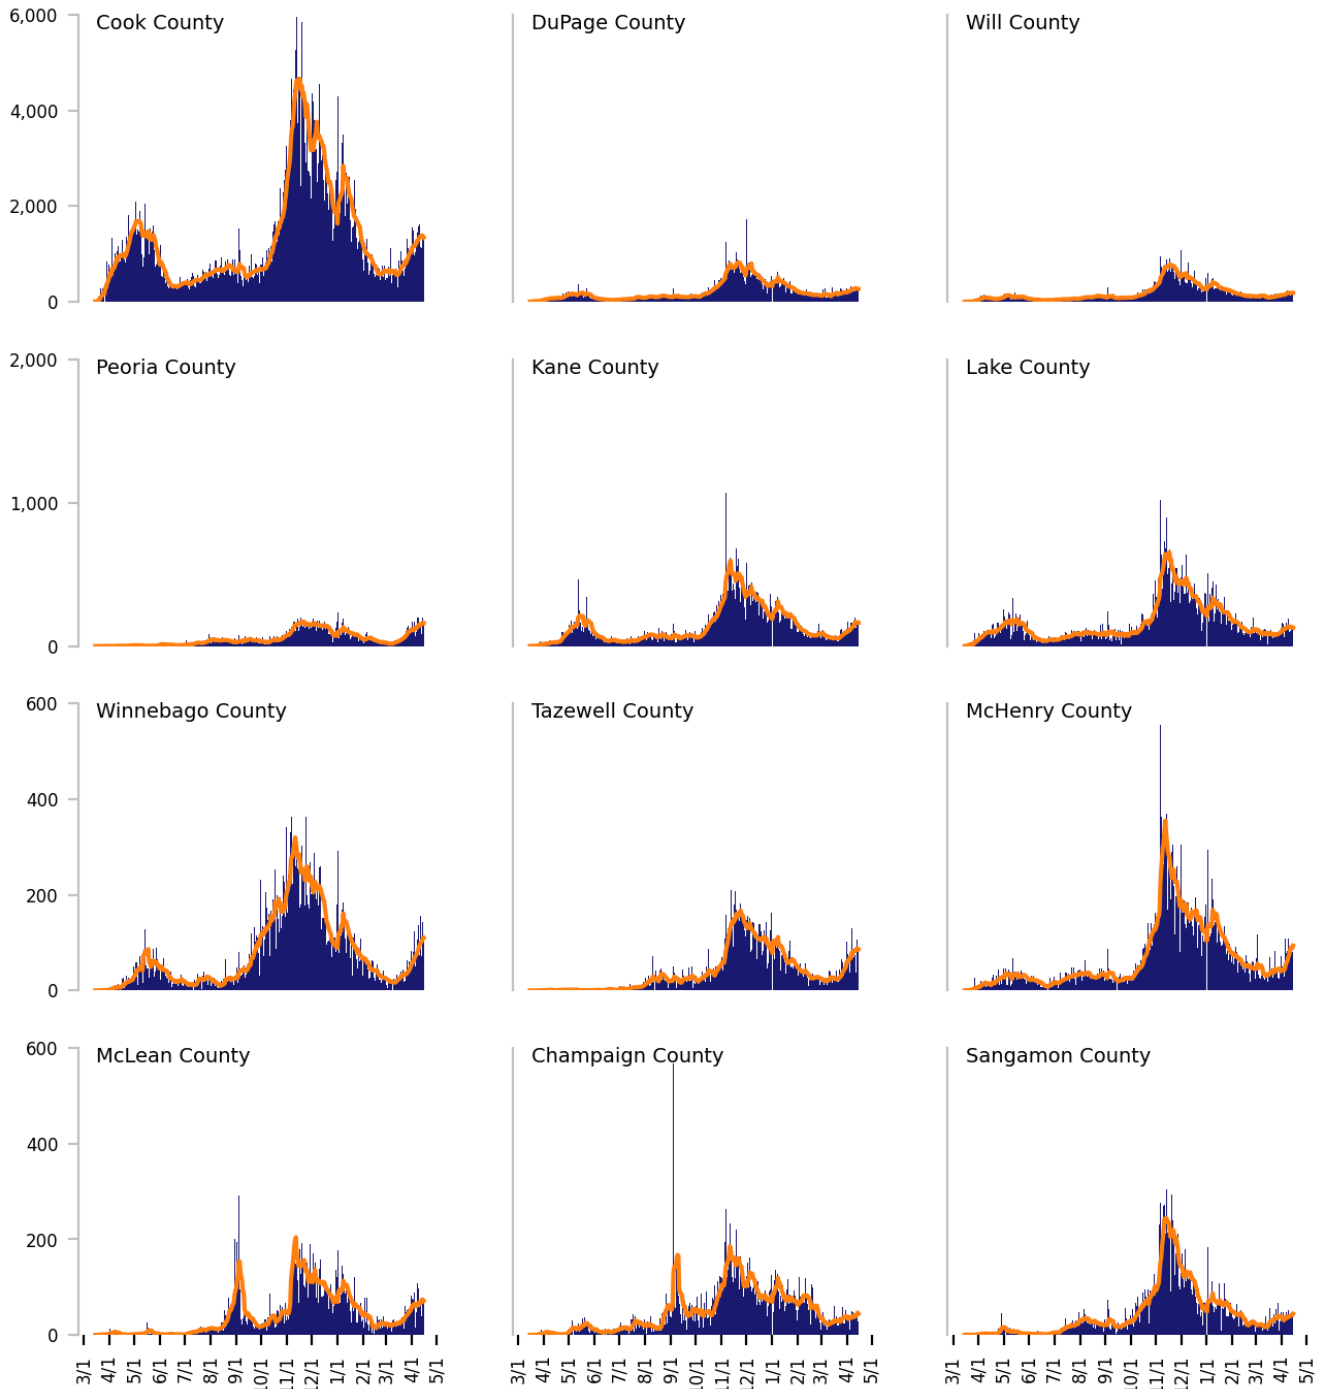 6,000
Cook County
DuPage County
Will County
4,000
2,000
0
2,000
Peoria County
Kane County
Lake County
1,000
0
600
Winnebago County
Tazewell County
McHenry County
400
200
0
600
McLean County
Champaign County
Sangamon County
400
200
0
3/1 4/1 5/1 6/1 7/1 8/1 9/1 10/1 11/1 12/1 1/1 2/1 3/1 4/1 5/1
3/1 4/1 5/1 6/1 7/1 8/1 9/1 10/1 11/1 12/1 1/1 2/1 3/1 4/1 5/1
3/1 4/1 5/1 6/1 7/1 8/1 9/1 10/1 11/1 12/1 1/1 2/1 3/1 4/1 5/1